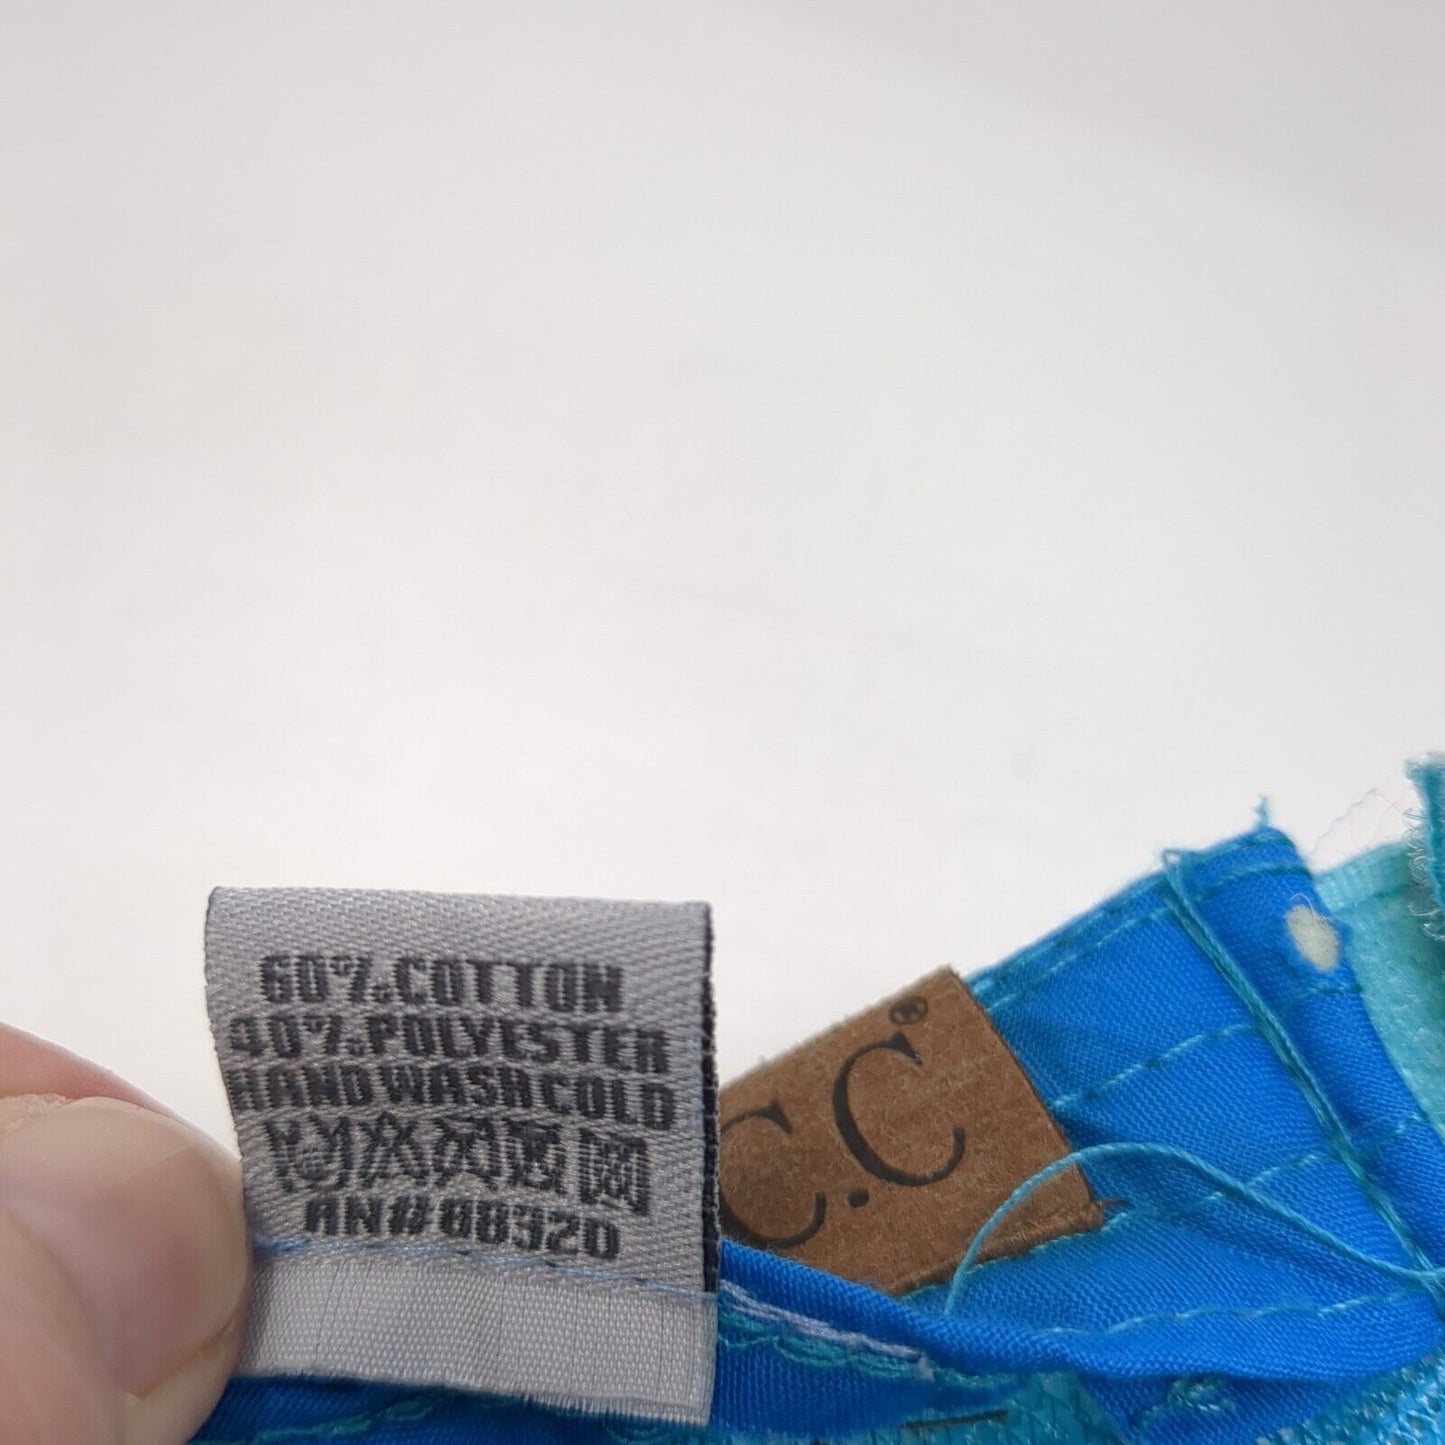 60% COTTON
40% POLYESTER
HAND WASH COLD
AN# 08320
C.C®